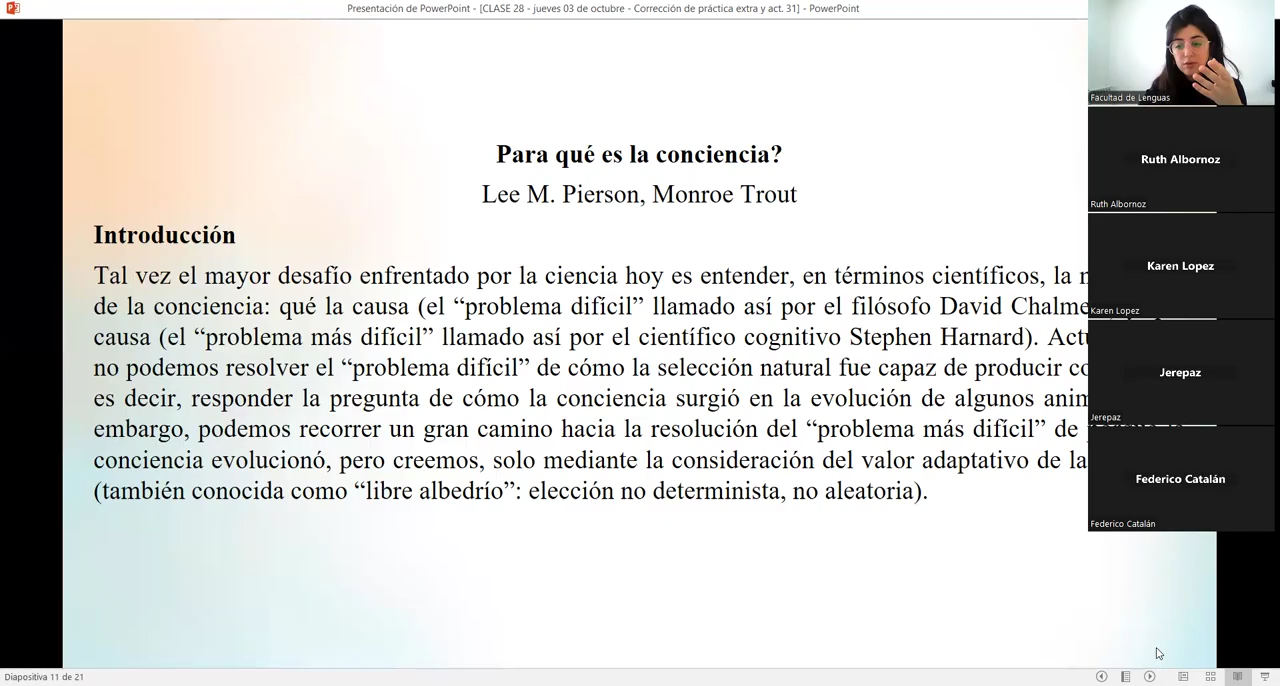 Presentación de PowerPoint - [CLASE 28 - jueves 03 de octubre - Corrección de práctica extra y act. 31] - PowerPoint
Para qué es la conciencia?
Lee M. Pierson, Monroe Trout
Introducción
Tal vez el mayor desafío enfrentado por la ciencia hoy es entender, en términos científicos, la
de la conciencia: qué la causa (el “problema difícil” llamado así por el filósofo David
causa (el “problema más difícil” llamado así por el científico cognitivo Stephen Harnard).
no podemos resolver el “problema difícil” de cómo la selección natural fue capaz de producir
es decir, responder la pregunta de cómo la conciencia surgió en la evolución de algunos
embargo, podemos recorrer un gran camino hacia la resolución del “problema más difícil” de
conciencia evolucionó, pero creemos, solo mediante la consideración del valor adaptativo de la
(también conocida como “libre albedrío”: elección no determinista, no aleatoria).
Facultad de Lenguas
Ruth Albornoz
Ruth Albornoz
Karen Lopez
Karen Lopez
Jerepaz
Jerepaz
Federico Catalán
Federico Catalán
Diapositiva 11 de 21